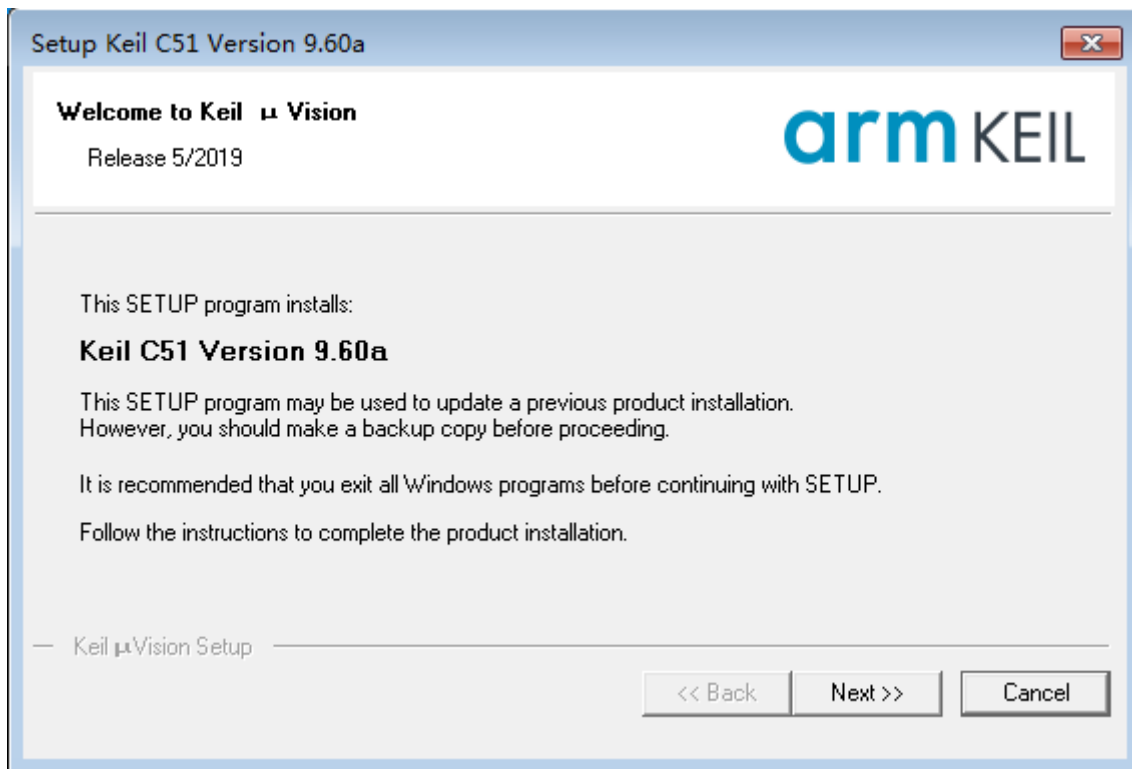 Setup Keil C51 Version 9.60a
Welcome to Keil μ Vision
Release 5/2019
arm KEIL
This SETUP program installs:
Keil C51 Version 9.60a
This SETUP program may be used to update a previous product installation.
However, you should make a backup copy before proceeding.
It is recommended that you exit all Windows programs before continuing with SETUP.
Follow the instructions to complete the product installation.
Keil μVision Setup
<< Back
Next >>
Cancel